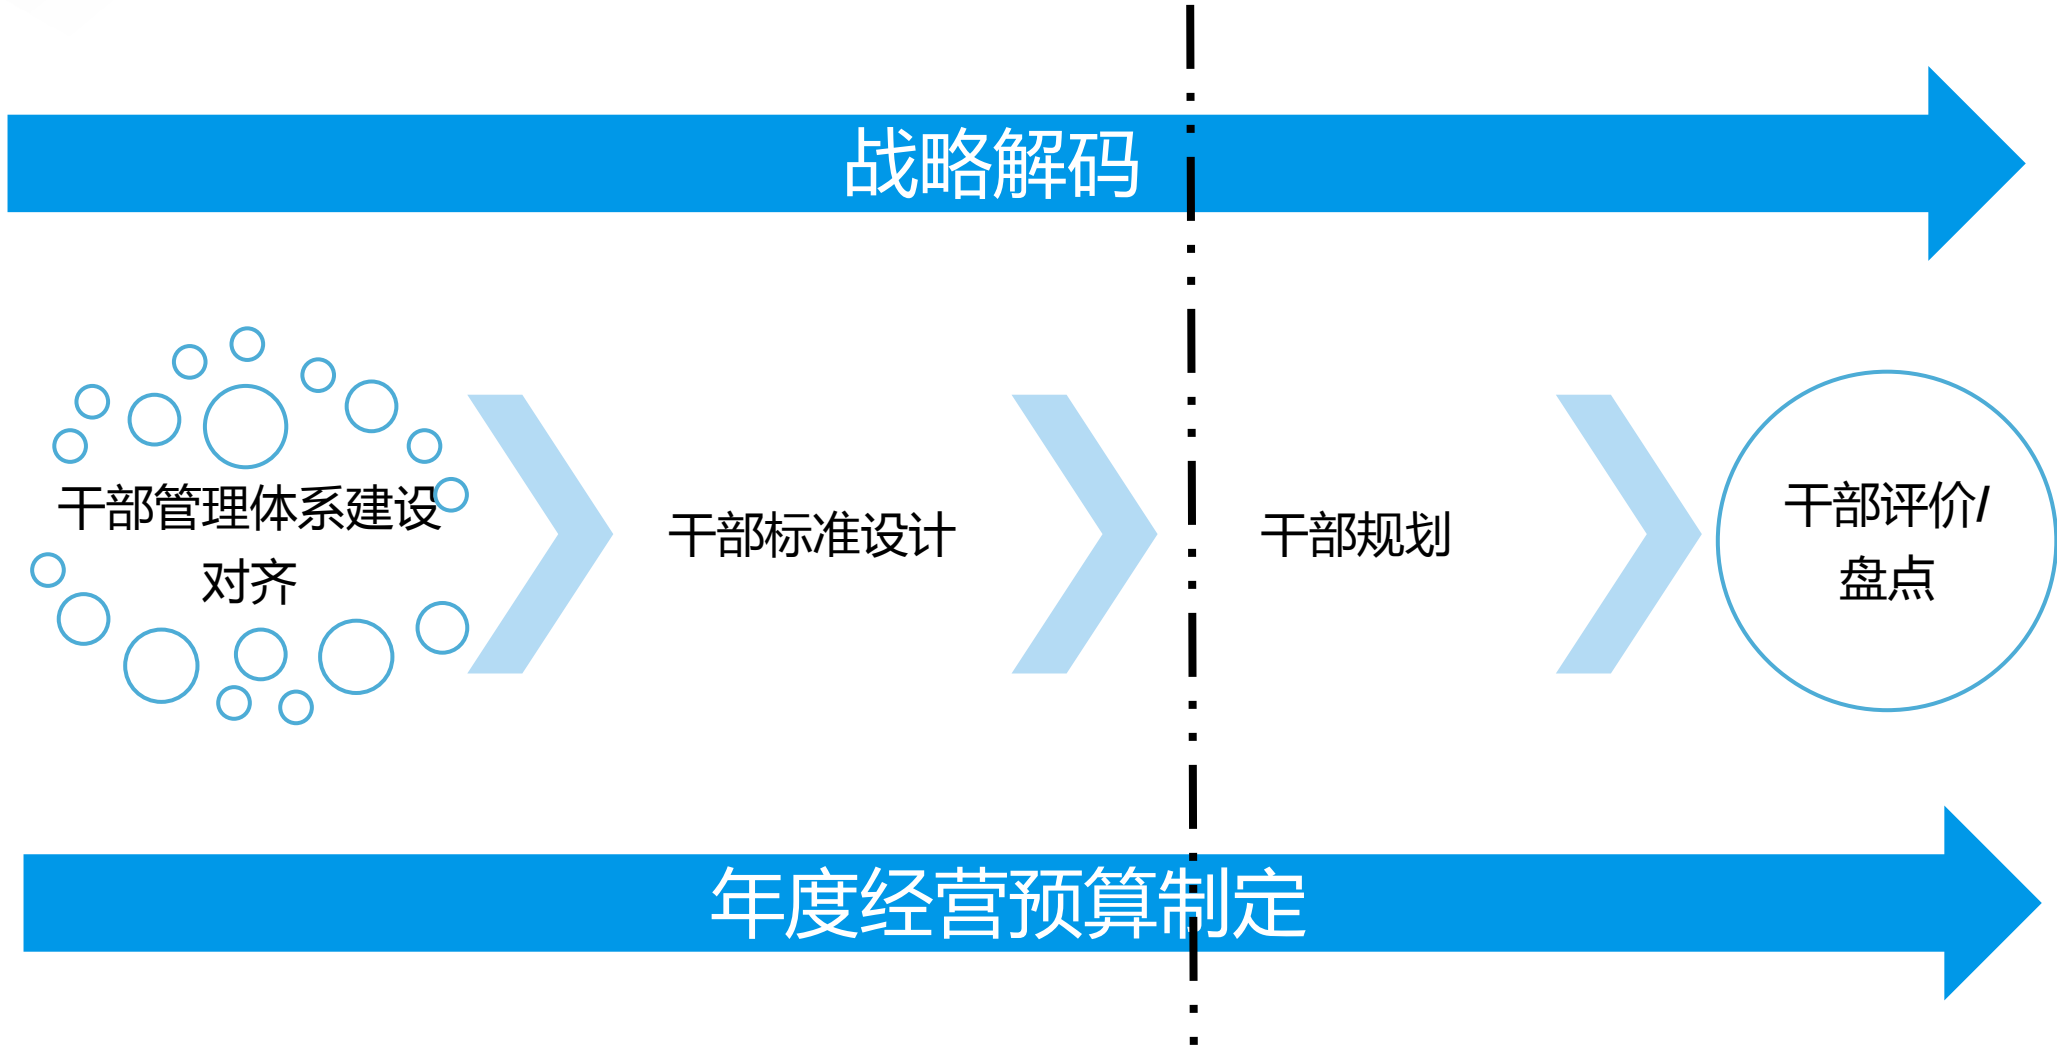 战略解码
干部管理体系建设
对齐
干部标准设计
干部规划
干部评价/
盘点
年度经营预算制定